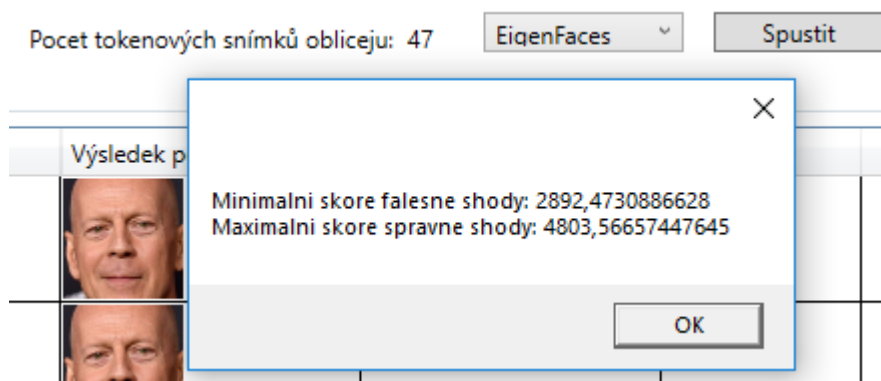 Pocet tokenových snímků obliceju: 47 EigenFaces Spustit
Výsledek p
Minimalni skore falesne shody: 2892,4730886628
Maximalni skore spravne shody: 4803,56657447645
OK